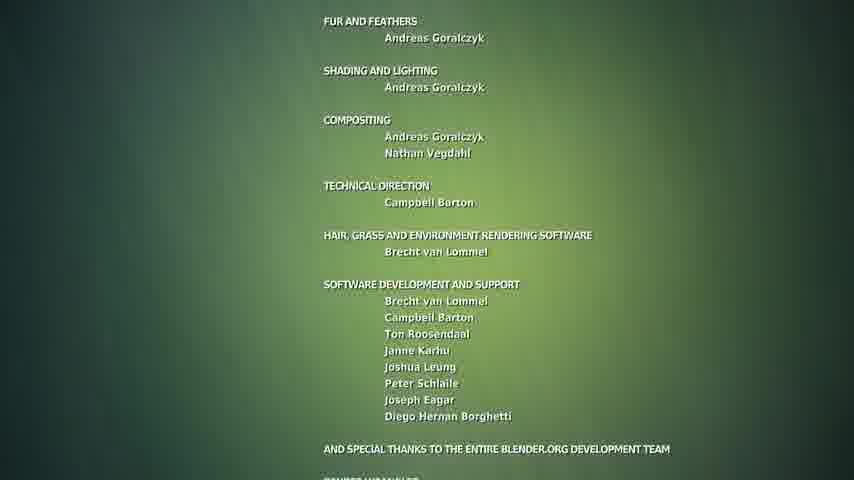 FUR AND FEATHERS
Andreas Goralczyk
SHADING AND LIGHTING
Andreas Goralczyk
COMPOSITING
Andreas Goralczyk
Nathan Vegdahl
TECHNICAL DIRECTION
Campbell Barton
HAIR, GRASS AND ENVIRONMENT RENDERING SOFTWARE
Brecht van Lommel
SOFTWARE DEVELOPMENT AND SUPPORT
Brecht van Lommel
Campbell Barton
Ton Roosendaal
Janne Karhu
Joshua Leung
Peter Schlaile
Joseph Eagar
Diego Hernan Borghetti
AND SPECIAL THANKS TO THE ENTIRE BLENDER.ORG DEVELOPMENT TEAM